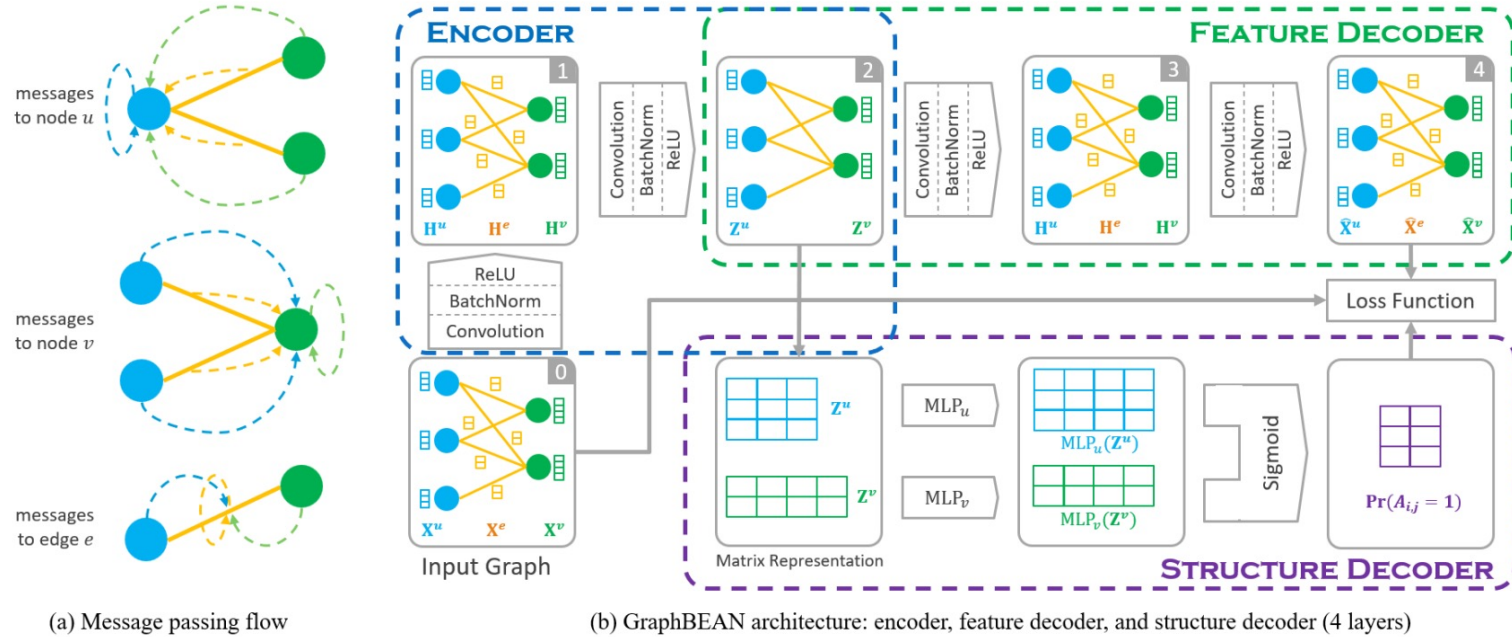 messages
to node u
messages
to node v
messages
to edge e
(a) Message passing flow
ENCODER
FEATURE DECODER
1
H^u H^e H^v
Convolution
BatchNorm
ReLU
2
Z^u Z^v
Convolution
BatchNorm
ReLU
3
H^u H^e H^v
Convolution
BatchNorm
ReLU
4
X̂^u X̂^e X̂^v
ReLU
BatchNorm
Convolution
Loss Function
0
X^u X^e X^v
Input Graph
Z^u
Z^v
Matrix Representation
MLP_u
MLP_v
MLP_u(Z^u)
MLP_v(Z^v)
Sigmoid
Pr(A_{i,j} = 1)
STRUCTURE DECODER
(b) GraphBEAN architecture: encoder, feature decoder, and structure decoder (4 layers)